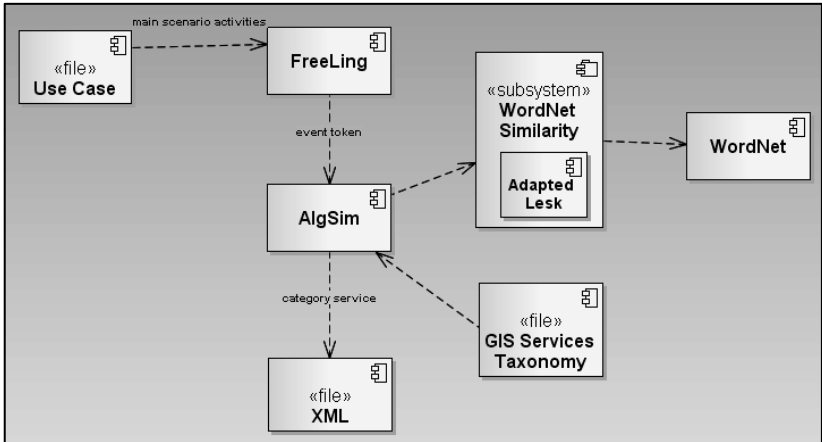 main scenario activities
«file»
Use Case
FreeLing
«subsystem»
WordNet
Similarity
Adapted
Lesk
WordNet
event token
AlgSim
category service
«file»
GIS Services
Taxonomy
«file»
XML